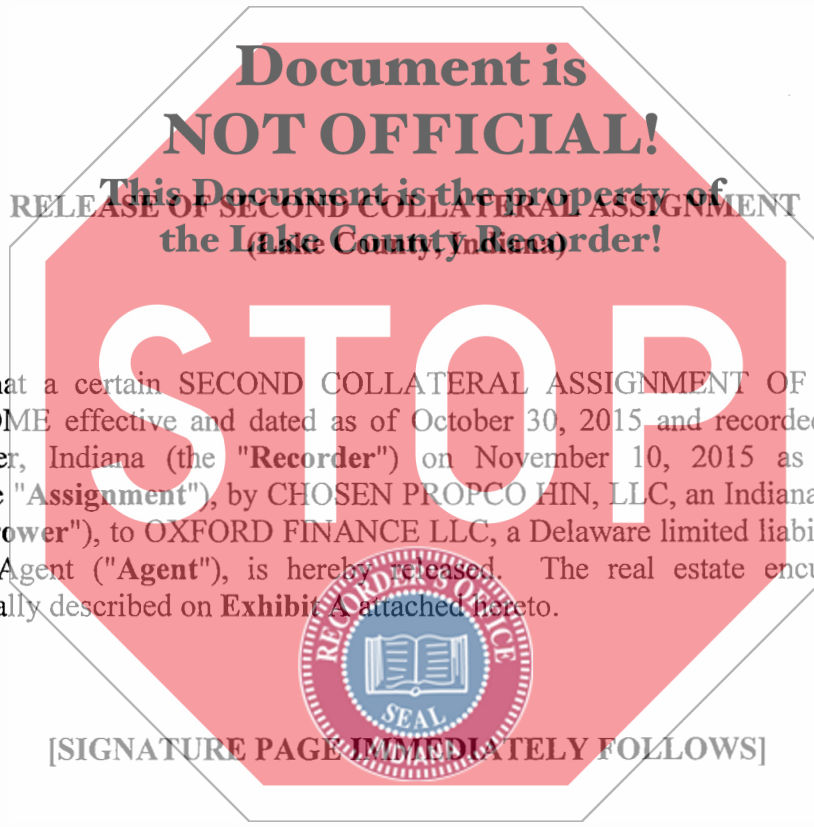 Document is
NOT OFFICIAL!
This Document is the property of
the Lake County Recorder!
RELEASE OF SECOND COLLATERAL ASSIGNMENT
(Lake County, Indiana)
STOP
at a certain SECOND COLLATERAL ASSIGNMENT OF
OME effective and dated as of October 30, 2015 and recorded
er, Indiana (the "Recorder") on November 10, 2015 as
e "Assignment"), by CHOSEN PROPCO HIN, LLC, an Indiana
ower"), to OXFORD FINANCE LLC, a Delaware limited liabi
Agent ("Agent"), is hereby released. The real estate encu
ally described on Exhibit A attached hereto.
RECORDER'S OFFICE
SEAL
INDIANA
[SIGNATURE PAGE IMMEDIATELY FOLLOWS]